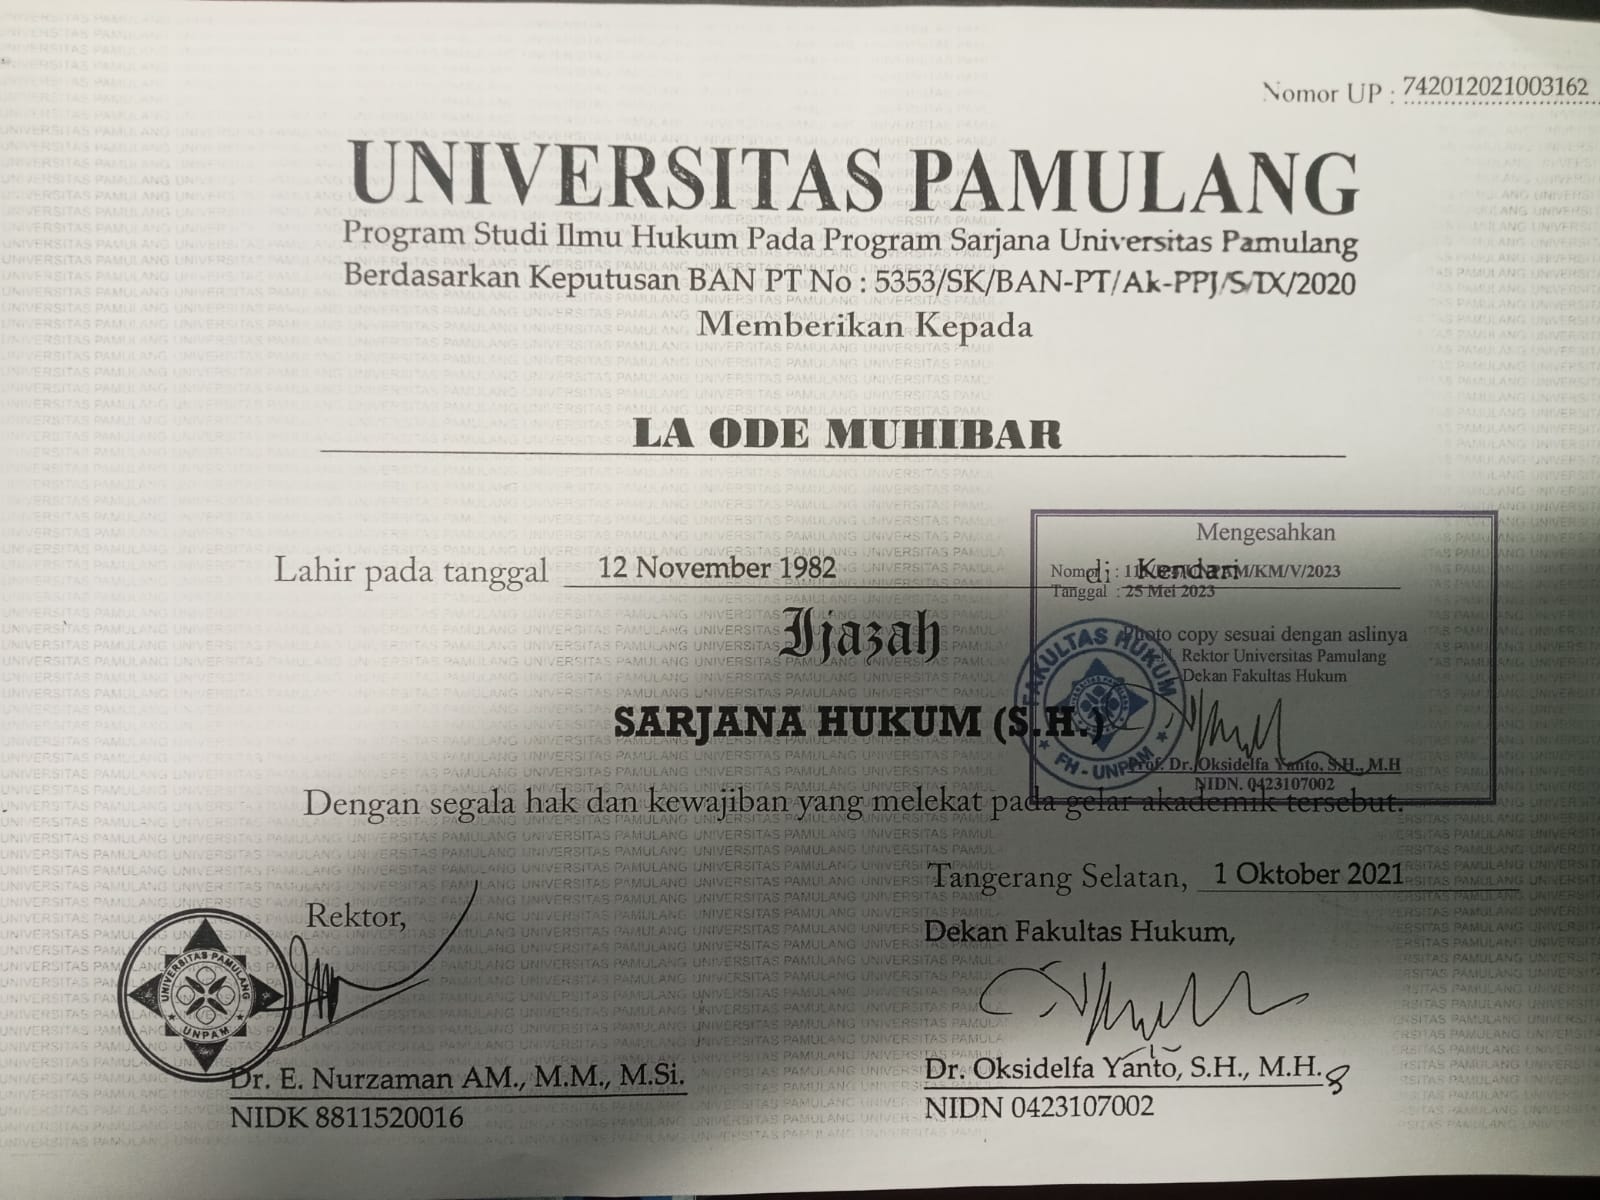 Nomor UP : 742012021003162
UNIVERSITAS PAMULANG
Program Studi Ilmu Hukum Pada Program Sarjana Universitas Pamulang
Berdasarkan Keputusan BAN PT No : 5353/SK/BAN-PT/Ak-PPJ/S/IX/2020
Memberikan Kepada
LA ODE MUHIBAR
Lahir pada tanggal 12 November 1982 di Kendari
Ijazah
SARJANA HUKUM (S.H.)
Dengan segala hak dan kewajiban yang melekat pada gelar akademik tersebut.
Mengesahkan
Nomor : /KM/V/2023
Tanggal : 25 Mei 2023
Photo copy sesuai dengan aslinya
Rektor Universitas Pamulang
Dekan Fakultas Hukum
FAKULTAS HUKUM
FH - UNPAM
Prof. Dr. Oksidelfa Yanto, S.H., M.H
NIDN. 0423107002
Tangerang Selatan, 1 Oktober 2021
Rektor,
Dekan Fakultas Hukum,
UNIVERSITAS PAMULANG
UNPAM
Dr. E. Nurzaman AM., M.M., M.Si.
NIDK 8811520016
Dr. Oksidelfa Yanto, S.H., M.H.
NIDN 0423107002